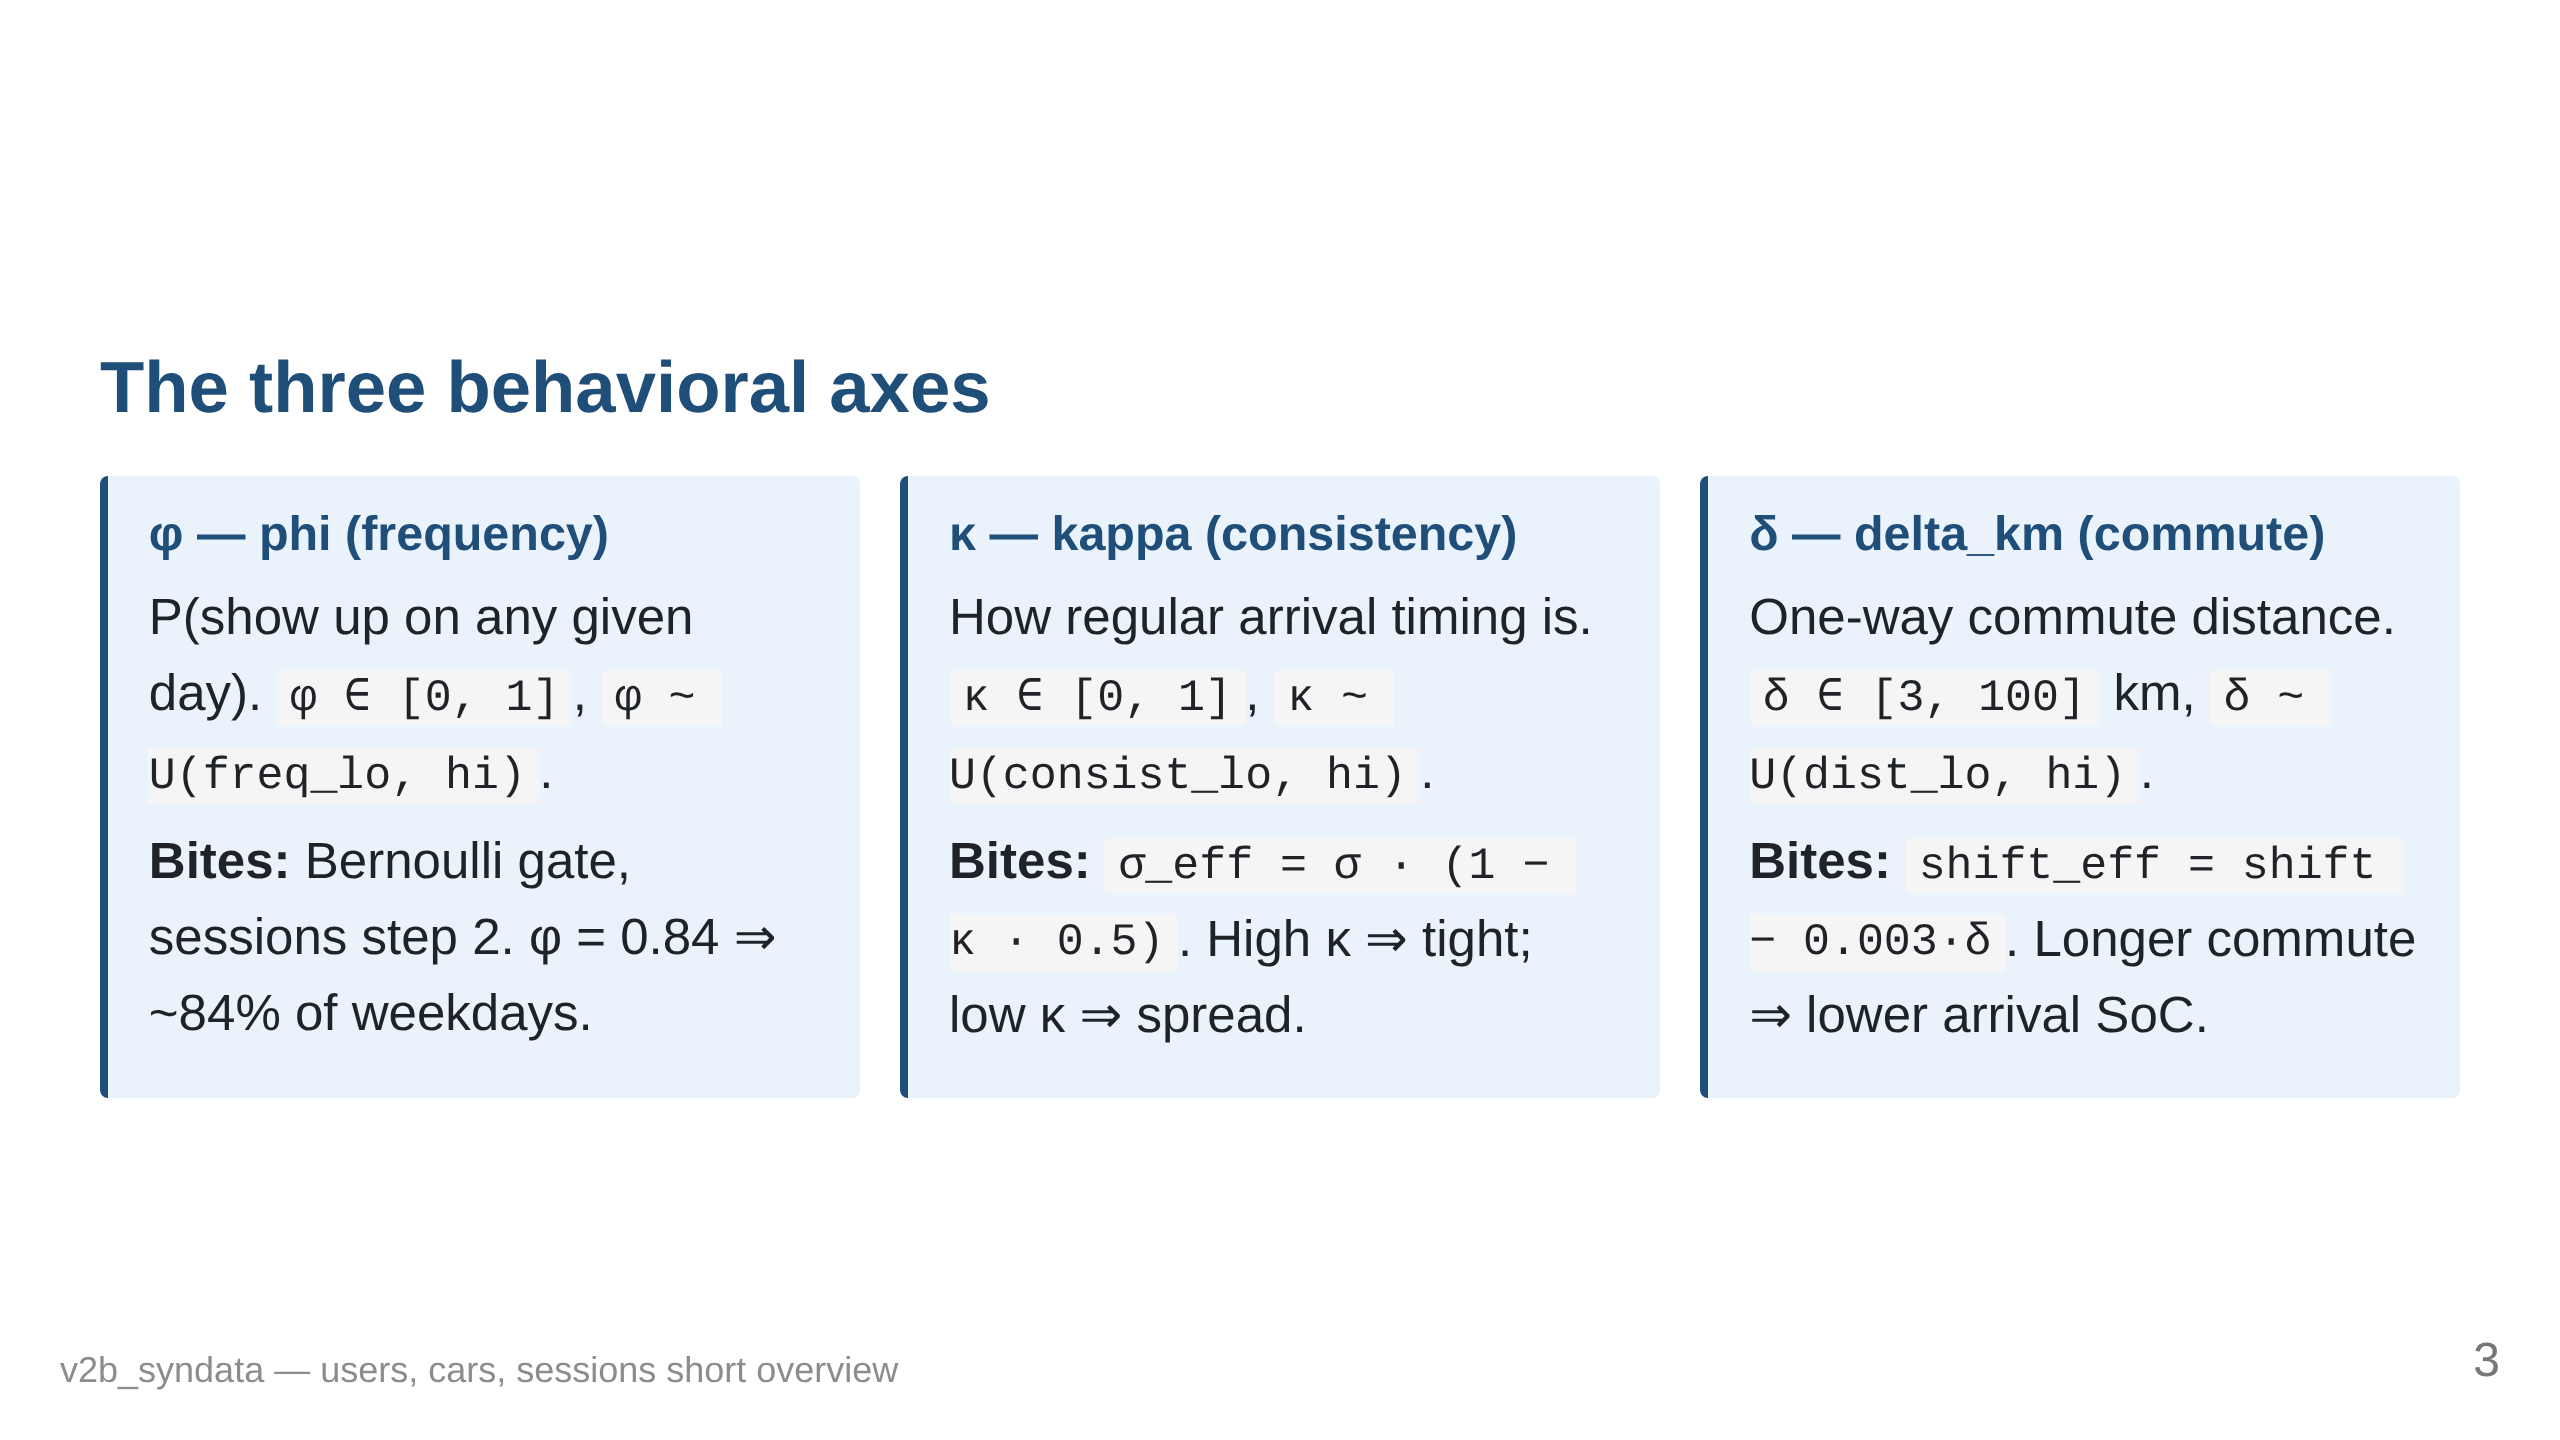 The three behavioral axes
φ — phi (frequency)
P(show up on any given
day). φ ∈ [0, 1], φ ~
U(freq_lo, hi).
Bites: Bernoulli gate,
sessions step 2. φ = 0.84 ⇒
~84% of weekdays.
κ — kappa (consistency)
How regular arrival timing is.
κ ∈ [0, 1], κ ~
U(consist_lo, hi).
Bites: σ_eff = σ · (1 −
κ · 0.5). High κ ⇒ tight;
low κ ⇒ spread.
δ — delta_km (commute)
One-way commute distance.
δ ∈ [3, 100] km, δ ~
U(dist_lo, hi).
Bites: shift_eff = shift
− 0.003·δ. Longer commute
⇒ lower arrival SoC.
v2b_syndata — users, cars, sessions short overview
3